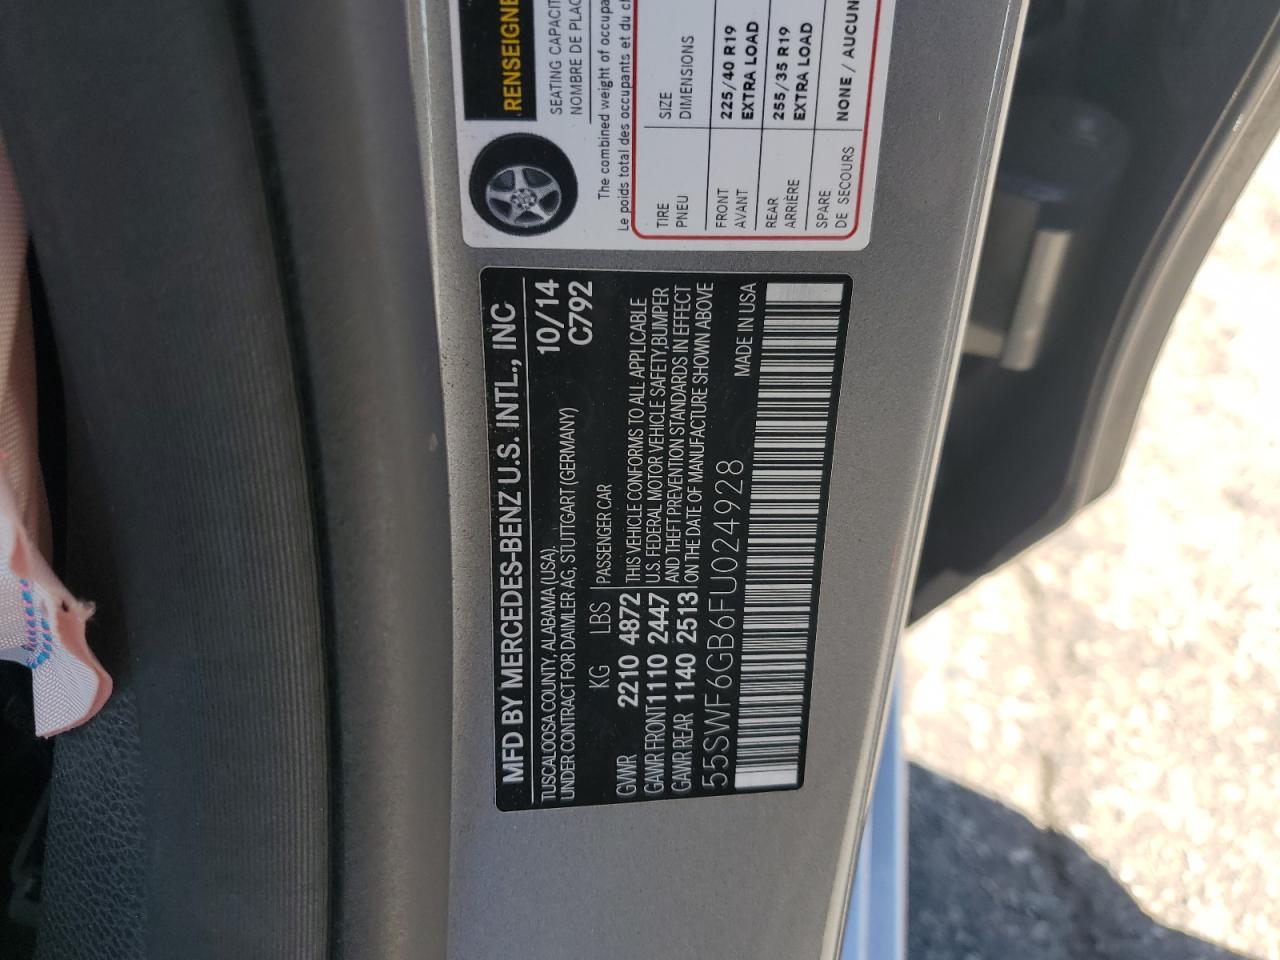 MFD BY MERCEDES-BENZ U.S. INTL., INC
TUSCALOOSA COUNTY, ALABAMA (USA). 10/14
UNDER CONTRACT FOR DAIMLER AG, STUTTGART (GERMANY) C792
KG LBS PASSENGER CAR
GVWR 2210 4872 THIS VEHICLE CONFORMS TO ALL APPLICABLE
GAWR FRONT 1110 2447 U.S. FEDERAL MOTOR VEHICLE SAFETY, BUMPER
GAWR REAR 1140 2513 AND THEFT PREVENTION STANDARDS IN EFFECT
ON THE DATE OF MANUFACTURE SHOWN ABOVE
55SWF6GB6FU024928 MADE IN USA
RENSEIGNE
SEATING CAPACIT
NOMBRE DE PLAC
The combined weight of occupa
Le poids total des occupants et du ch
TIRE SIZE
PNEU DIMENSIONS
FRONT 225/40 R19
AVANT EXTRA LOAD
REAR 255/35 R19
ARRIÈRE EXTRA LOAD
SPARE
DE SECOURS NONE / AUCUN